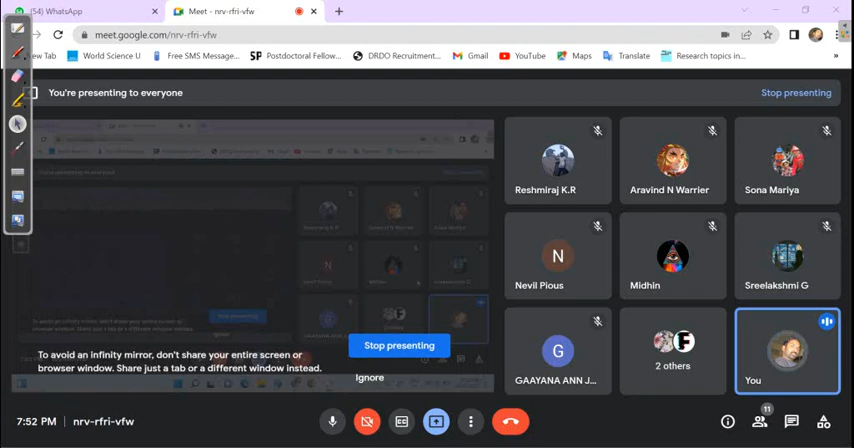 (54) WhatsApp
Meet - nrv-rfri-vfw
meet.google.com/nrv-rfri-vfw
New Tab
World Science U
Free SMS Message...
SP Postdoctoral Fellow...
DRDO Recruitment...
Gmail
YouTube
Maps
Translate
Research topics in...
»
You're presenting to everyone
Stop presenting
Reshmiraj K.R
Aravind N Warrier
Sona Mariya
N
Nevil Pious
Midhin
Sreelakshmi G
G
GAAYANA ANN J...
F
2 others
You
To avoid an infinity mirror, don't share your entire screen or
browser window. Share just a tab or a different window instead.
Stop presenting
Ignore
7:52 PM | nrv-rfri-vfw
11